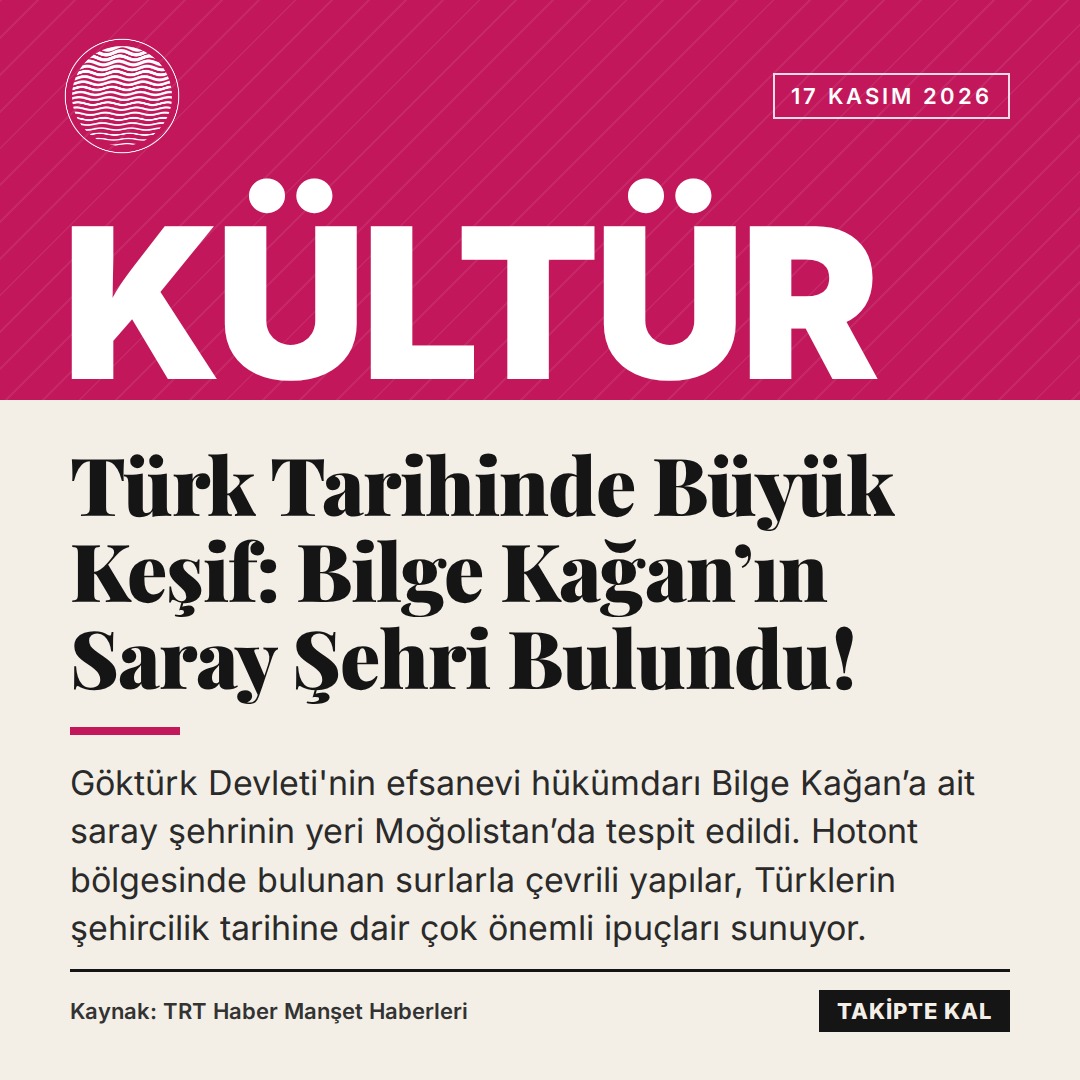 17 KASIM 2026
KÜLTÜR
Türk Tarihinde Büyük
Keşif: Bilge Kağan’ın
Saray Şehri Bulundu!
Göktürk Devleti'nin efsanevi hükümdarı Bilge Kağan’a ait
saray şehrinin yeri Moğolistan’da tespit edildi. Hotont
bölgesinde bulunan surlarla çevrili yapılar, Türklerin
şehircilik tarihine dair çok önemli ipuçları sunuyor.
Kaynak: TRT Haber Manşet Haberleri
TAKİPTE KAL